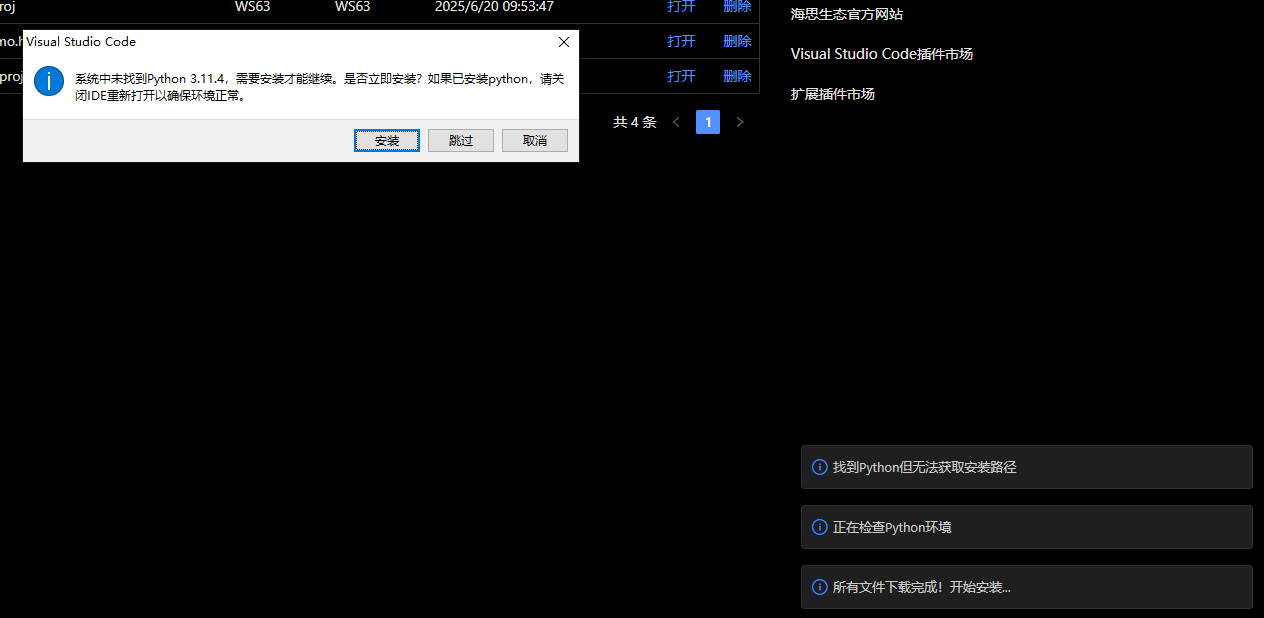 roj WS63 WS63 2025/6/20 09:53:47 打开 删除
mo.h 打开 删除
proj 打开 删除
共 4 条 < 1 >
Visual Studio Code
系统中未找到Python 3.11.4，需要安装才能继续。是否立即安装？如果已安装python，请关
闭IDE重新打开以确保环境正常。
安装 跳过 取消
海思生态官方网站
Visual Studio Code插件市场
扩展插件市场
找到Python但无法获取安装路径
正在检查Python环境
所有文件下载完成！开始安装...